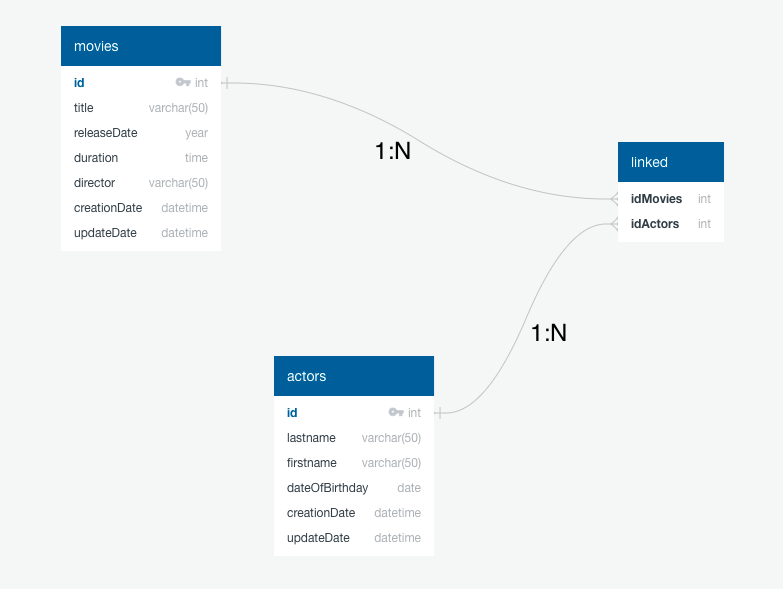 movies
id int
title varchar(50)
releaseDate year
duration time
director varchar(50)
creationDate datetime
updateDate datetime
1:N
linked
idMovies int
idActors int
1:N
actors
id int
lastname varchar(50)
firstname varchar(50)
dateOfBirthday date
creationDate datetime
updateDate datetime